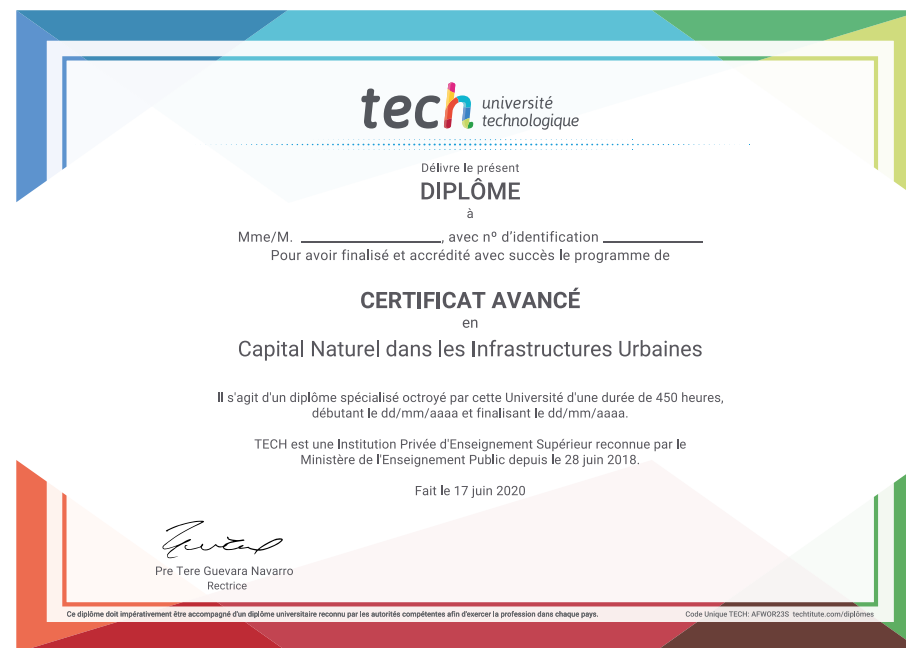 tech université
technologique
Délivre le présent
DIPLÔME
à
Mme/M. ____________________, avec nº d'identification ______________
Pour avoir finalisé et accrédité avec succès le programme de
CERTIFICAT AVANCÉ
en
Capital Naturel dans les Infrastructures Urbaines
Il s'agit d'un diplôme spécialisé octroyé par cette Université d'une durée de 450 heures,
débutant le dd/mm/aaaa et finalisant le dd/mm/aaaa.
TECH est une Institution Privée d'Enseignement Supérieur reconnue par le
Ministère de l'Enseignement Public depuis le 28 juin 2018.
Fait le 17 juin 2020
Pre Tere Guevara Navarro
Rectrice
Ce diplôme doit impérativement être accompagné d'un diplôme universitaire reconnu par les autorités compétentes afin d'exercer la profession dans chaque pays.
Code Unique TECH: AFWOR23S techtitute.com/diplômes